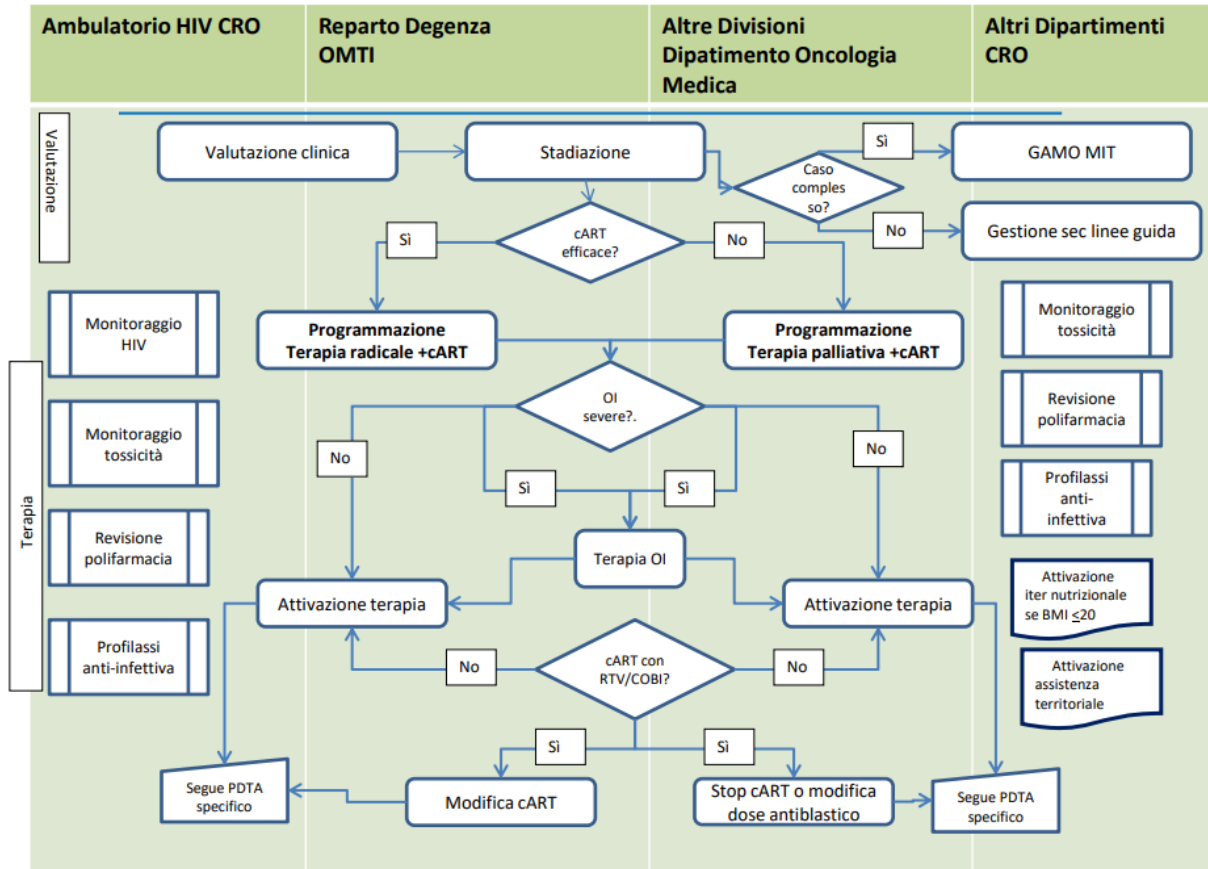 Ambulatorio HIV CRO
Reparto Degenza
OMTI
Altre Divisioni
Dipatimento Oncologia
Medica
Altri Dipartimenti
CRO
Valutazione
Valutazione clinica
Stadiazione
Caso
comples
so?
Sì
GAMO MIT
No
Gestione sec linee guida
cART
efficace?
Sì
No
Programmazione
Terapia radicale +cART
Programmazione
Terapia palliativa +cART
Terapia
Monitoraggio
HIV
Monitoraggio
tossicità
Revisione
polifarmacia
Profilassi
anti-infettiva
OI
severe?.
No
Sì
Sì
No
Terapia OI
Attivazione terapia
Attivazione terapia
cART con
RTV/COBI?
No
No
Sì
Sì
Modifica cART
Stop cART o modifica
dose antiblastico
Segue PDTA
specifico
Segue PDTA
specifico
Monitoraggio
tossicità
Revisione
polifarmacia
Profilassi
anti-
infettiva
Attivazione
iter nutrizionale
se BMI <20
Attivazione
assistenza
territoriale